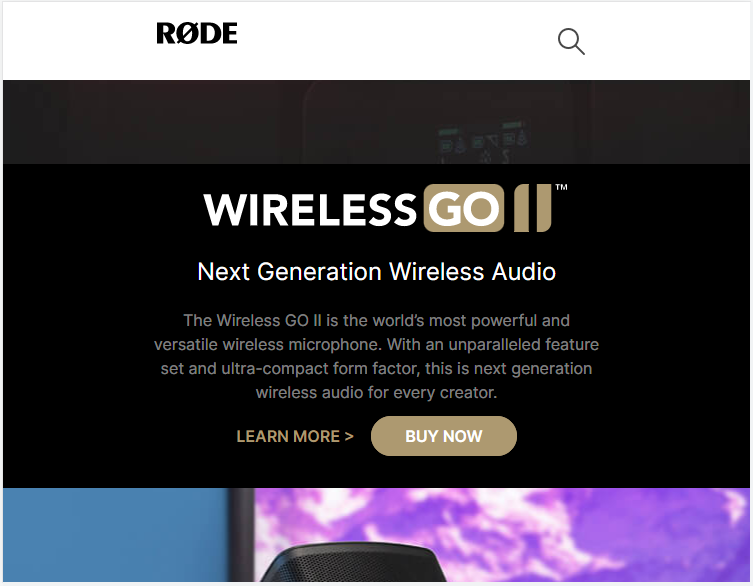 RØDE
WIRELESS GO II™
Next Generation Wireless Audio
The Wireless GO II is the world’s most powerful and
versatile wireless microphone. With an unparalleled feature
set and ultra-compact form factor, this is next generation
wireless audio for every creator.
LEARN MORE > BUY NOW